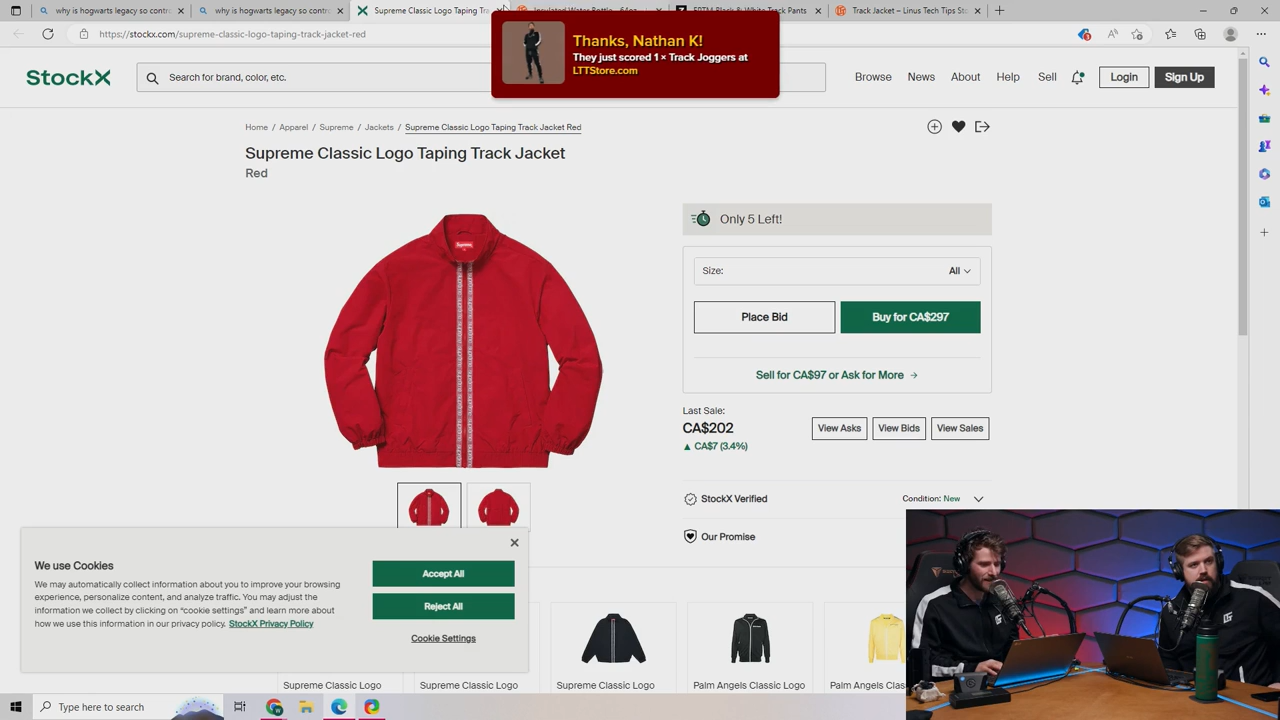 why is hogwarts legacy so contra
why is hogwarts legacy so contra
Supreme Classic Logo Taping Tra
Insulated Water Bottle - 64oz
EPTM Black & White Track Pants
Track Jacket – Linus Tech Tips Sto
https://stockx.com/supreme-classic-logo-taping-track-jacket-red
Thanks, Nathan K!
They just scored 1 × Track Joggers at
LTTStore.com
StockX
Search for brand, color, etc.
Browse
News
About
Help
Sell
Login
Sign Up
Home / Apparel / Supreme / Jackets / Supreme Classic Logo Taping Track Jacket Red
Supreme Classic Logo Taping Track Jacket
Red
Supreme
Only 5 Left!
Size:
All
Place Bid
Buy for CA$297
Sell for CA$97 or Ask for More →
Last Sale:
CA$202
▲ CA$7 (3.4%)
View Asks
View Bids
View Sales
StockX Verified
Condition: New
Our Promise
We use Cookies
We may automatically collect information about you to improve your browsing
experience, personalize content, and analyze traffic. You may adjust the
information we collect by clicking on “cookie settings” and learn more about
how we use this information in our privacy policy. StockX Privacy Policy
Accept All
Reject All
Cookie Settings
Supreme Classic Logo
Supreme Classic Logo
Supreme Classic Logo
Palm Angels Classic Logo
Palm Angels Clas
Type here to search